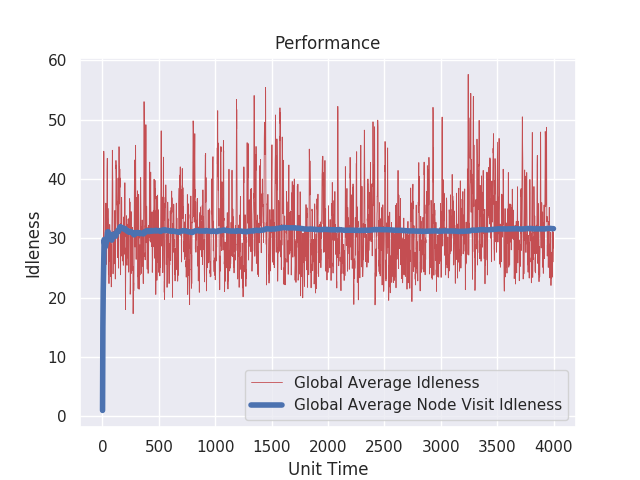 Performance
60
50
40
30
20
10
0
Idleness
Global Average Idleness
Global Average Node Visit Idleness
0 500 1000 1500 2000 2500 3000 3500 4000
Unit Time